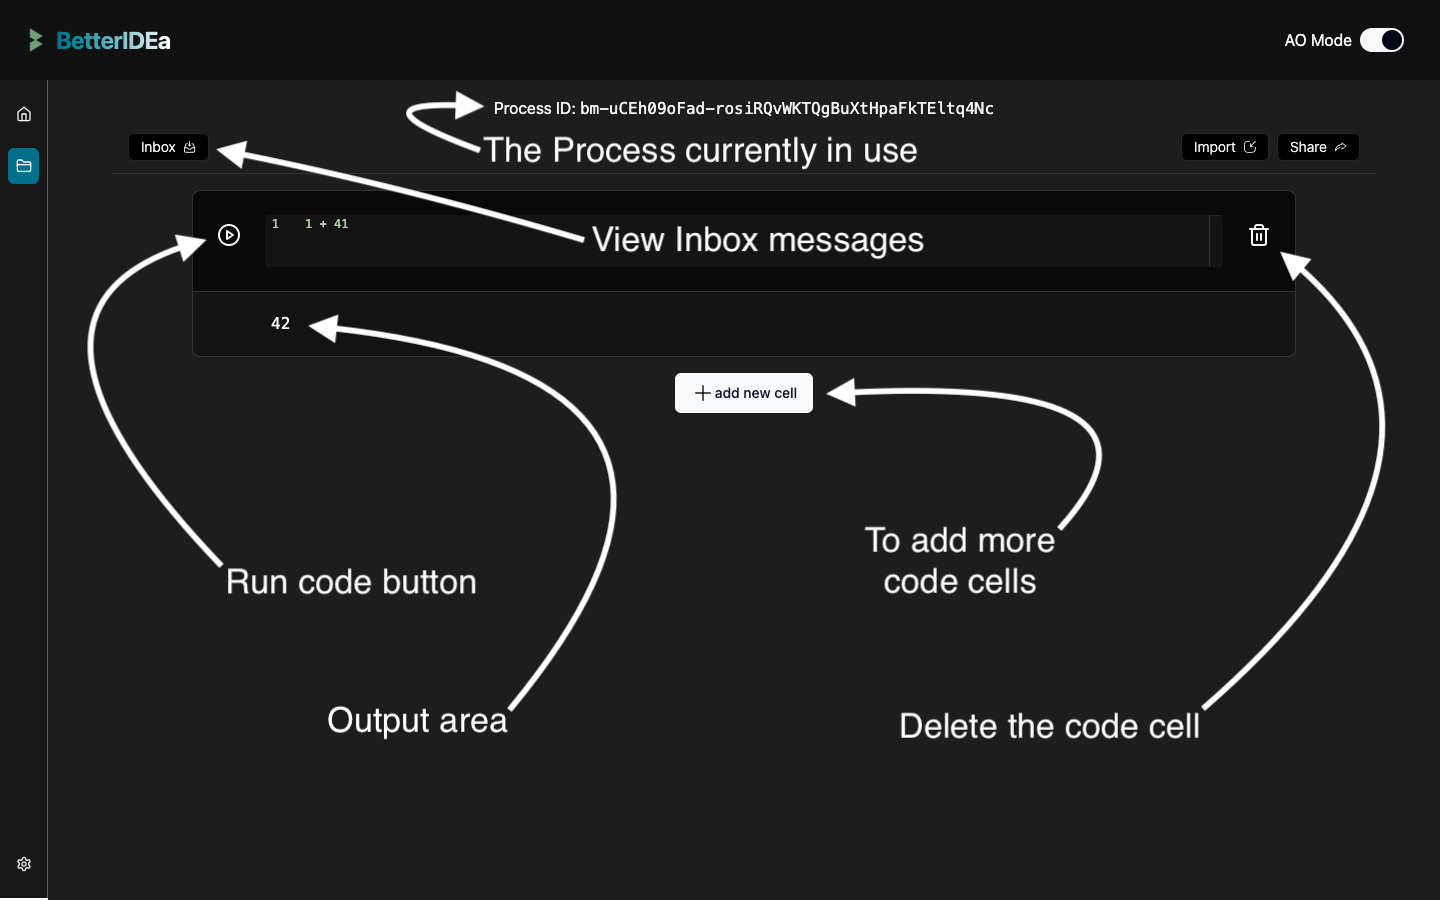 BetterIDEa
AO Mode
Process ID: bm-uCEh09oFad-rosiRQvWKTQgBuXtHpaFkTEltq4Nc
The Process currently in use
Inbox
Import
Share
1 1 + 41
View Inbox messages
42
add new cell
To add more
code cells
Run code button
Output area
Delete the code cell